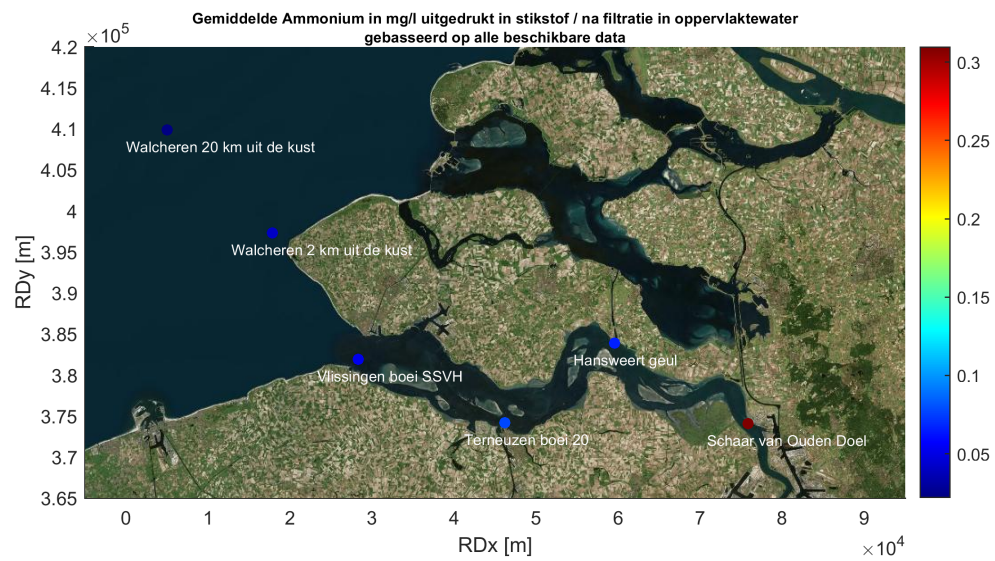 Gemiddelde Ammonium in mg/l uitgedrukt in stikstof / na filtratie in oppervlaktewater
gebasseerd op alle beschikbare data
×10⁵
4.2
4.15
4.1
4.05
4
3.95
3.9
3.85
3.8
3.75
3.7
3.65
RDy [m]
Walcheren 20 km uit de kust
Walcheren 2 km uit de kust
Vlissingen boei SSVH
Hansweert geul
Terneuzen boei 20
Schaar van Ouden Doel
0 1 2 3 4 5 6 7 8 9
RDx [m]
×10⁴
0.3
0.25
0.2
0.15
0.1
0.05